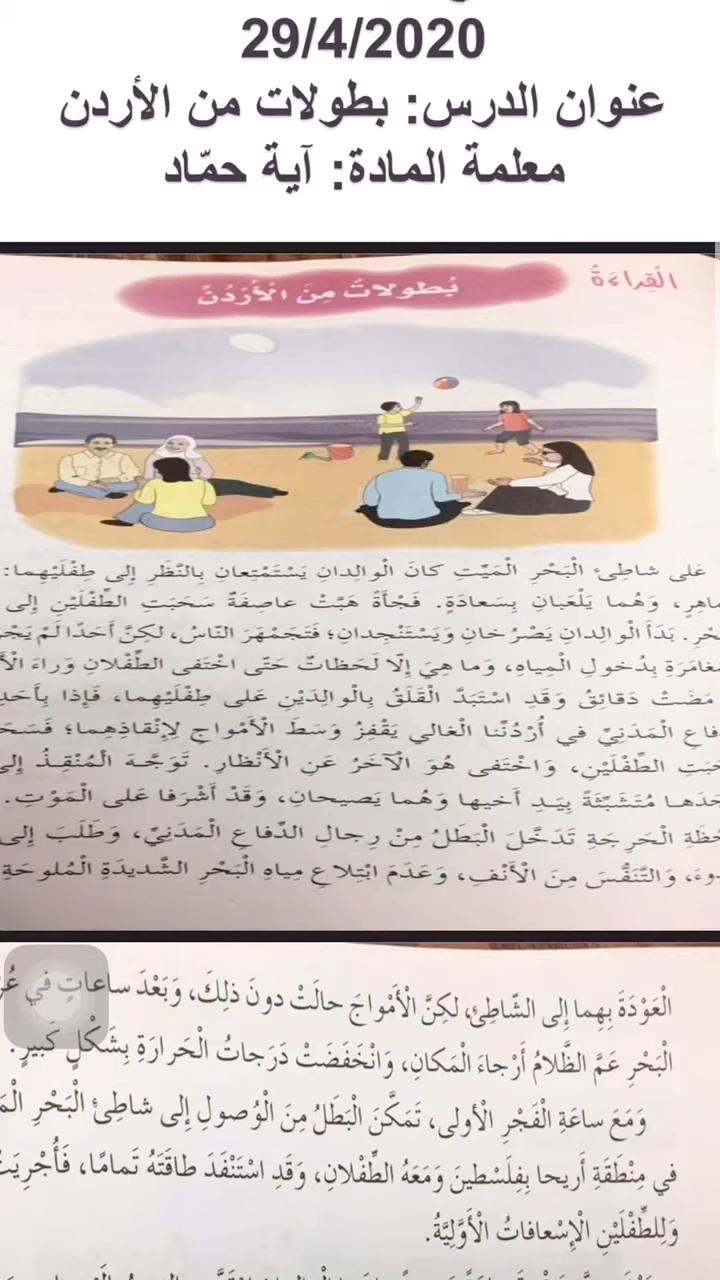 29/4/2020
عنوان الدرس: بطولات من الأردن
معلمة المادة: آية حمّاد
الْقِراءَةُ
بُطولاتٌ مِنَ الْأُرْدُنِّ
عَلى شاطِئِ الْبَحْرِ الْمَيِّتِ كانَ الْوالِدانِ يَسْتَمْتِعانِ بِالنَّظَرِ إِلى طِفْلَيْهِما:
وَهُما يَلْعَبانِ بِسَعادَةٍ. فَجْأَةً هَبَّتْ عاصِفَةٌ سَحَبَتِ الطِّفْلَيْنِ إِلى
بَدَأَ الْوالِدانِ يَصْرُخانِ وَيَسْتَنْجِدانِ؛ فَتَجَمْهَرَ النّاسُ، لكِنَّ أَحَدًا لَمْ
بِدُخولِ الْمِياهِ، وَما هِيَ إِلّا لَحَظاتٌ حَتّى اخْتَفى الطِّفْلانِ وَراءَ
مَضَتْ دَقائِقُ وَقَدِ اسْتَبَدَّ الْقَلَقُ بِالْوالِدَيْنِ عَلى طِفْلَيْهِما، فَإِذا بِأَحَدِ
الْمَدَنِيِّ في أُرْدُنِّنا الْغالي يَقْفِزُ وَسَطَ الْأَمْواجِ لِإِنْقاذِهِما؛
الطِّفْلَيْنِ، وَاخْتَفى هُوَ الْآخَرُ عَنِ الْأَنْظارِ. تَوَجَّهَ الْمُنْقِذُ إِلى
مُتَشَبِّثَةً بِيَدِ أَخيها وَهُما يَصيحانِ، وَقَدْ أَشْرَفا عَلى الْمَوْتِ.
الْحَرِجَةِ تَدَخَّلَ الْبَطَلُ مِنْ رِجالِ الدِّفاعِ الْمَدَنِيِّ، وَطَلَبَ إِلى
وَالتَّنَفُّسَ مِنَ الْأَنْفِ، وَعَدَمَ ابْتِلاعِ مِياهِ الْبَحْرِ الشَّديدَةِ الْمُلوحَةِ
الْعَوْدَةَ بِهِما إِلى الشّاطِئِ، لكِنَّ الْأَمْواجَ حالَتْ دونَ ذلِكَ، وَبَعْدَ ساعاتٍ في
الْبَحْرِ عَمَّ الظَّلامُ أَرْجاءَ الْمَكانِ، وَانْخَفَضَتْ دَرَجاتُ الْحَرارَةِ بِشَكْلٍ كَبيرٍ.
وَمَعَ ساعَةِ الْفَجْرِ الْأولى، تَمَكَّنَ الْبَطَلُ مِنَ الْوُصولِ إِلى شاطِئِ الْبَحْرِ
في مِنْطَقَةِ أَريحا بِفِلَسْطينَ وَمَعَهُ الطِّفْلانِ، وَقَدِ اسْتَنْفَدَ طاقَتَهُ تَمامًا،
وَلِلطِّفْلَيْنِ الْإِسْعافاتُ الْأَوَّلِيَّةُ.